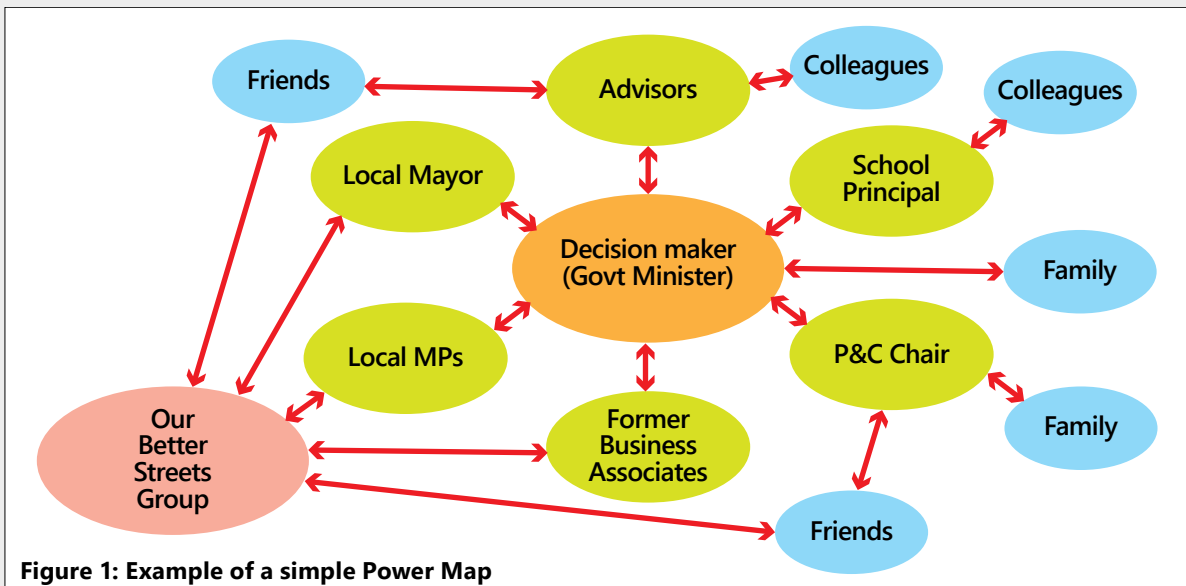 Friends
Advisors
Colleagues
Colleagues
Local Mayor
School
Principal
Decision maker
(Govt Minister)
Family
Local MPs
P&C Chair
Our
Better
Streets
Group
Former
Business
Associates
Family
Friends
Figure 1: Example of a simple Power Map